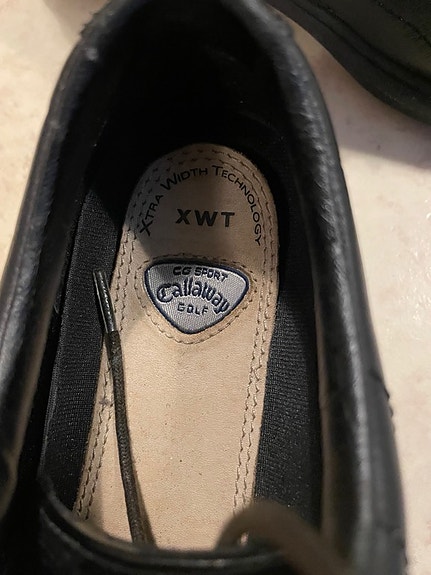 XTRA WIDTH TECHNOLOGY
XWT
CG SPORT
Callaway
GOLF